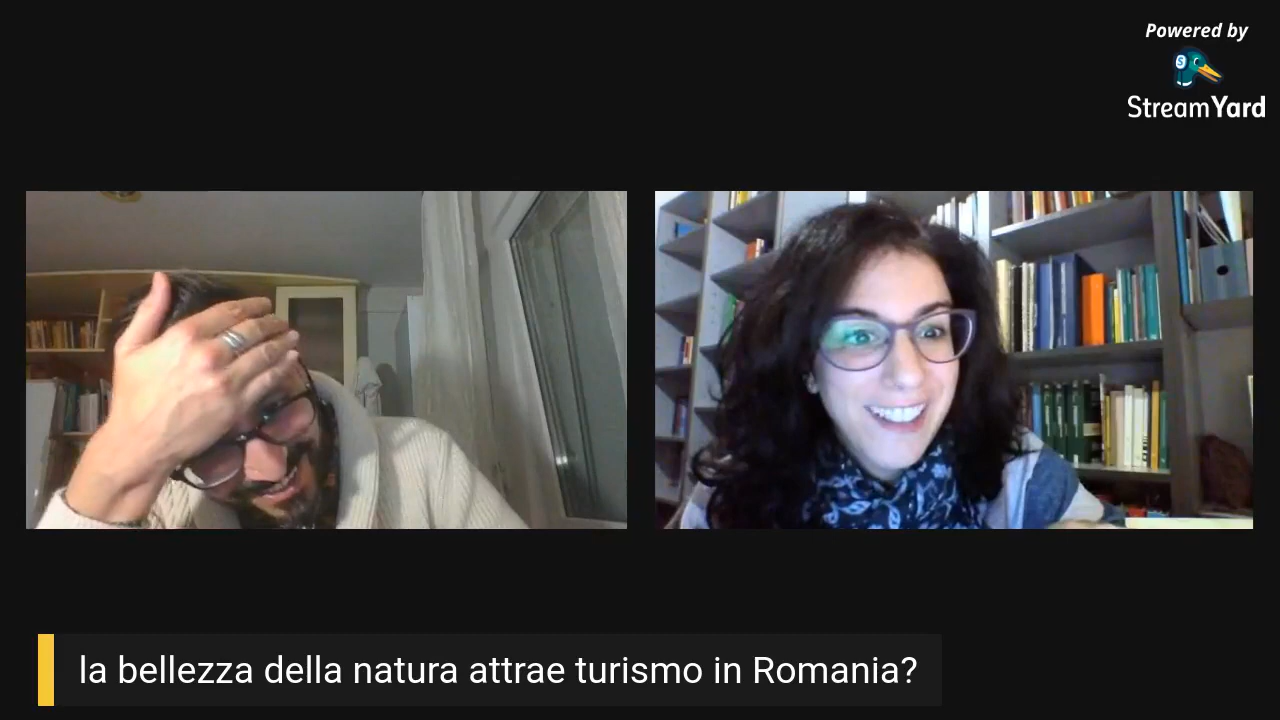 Powered by
StreamYard
la bellezza della natura attrae turismo in Romania?